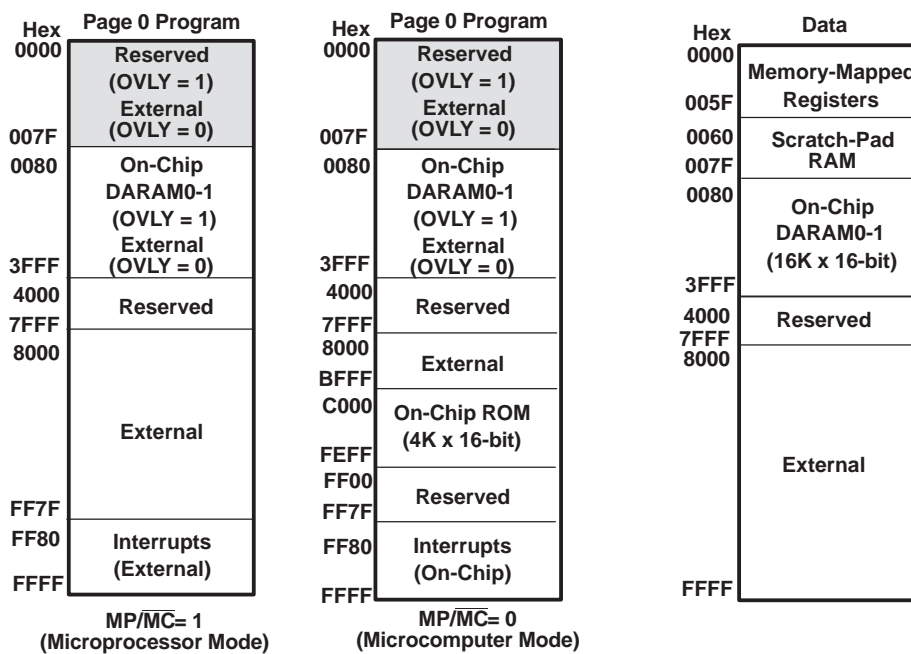 Hex
Page 0 Program
0000
Reserved
(OVLY = 1)
External
(OVLY = 0)
007F
0080
On-Chip
DARAM0-1
(OVLY = 1)
External
(OVLY = 0)
3FFF
4000
Reserved
7FFF
8000
External
FF7F
FF80
Interrupts
(External)
FFFF
MP/MC= 1
(Microprocessor Mode)
Hex
Page 0 Program
0000
Reserved
(OVLY = 1)
External
(OVLY = 0)
007F
0080
On-Chip
DARAM0-1
(OVLY = 1)
External
(OVLY = 0)
3FFF
4000
Reserved
7FFF
8000
External
BFFF
C000
On-Chip ROM
(4K x 16-bit)
FEFF
FF00
Reserved
FF7F
FF80
Interrupts
(On-Chip)
FFFF
MP/MC= 0
(Microcomputer Mode)
Hex
Data
0000
Memory-Mapped
Registers
005F
0060
Scratch-Pad
RAM
007F
0080
On-Chip
DARAM0-1
(16K x 16-bit)
3FFF
4000
Reserved
7FFF
8000
External
FFFF